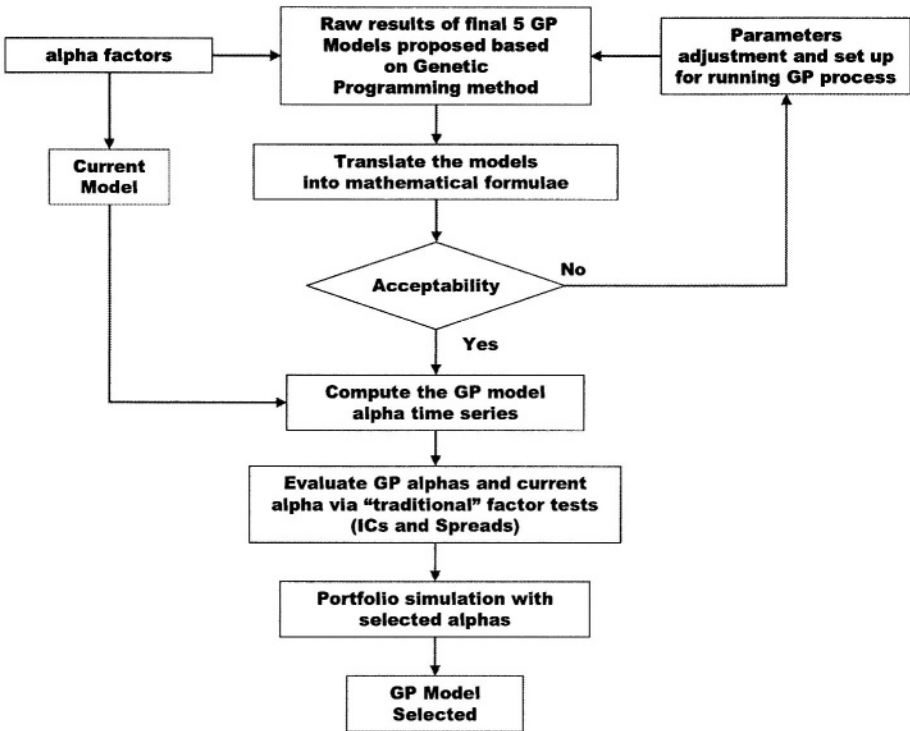 alpha factors
Raw results of final 5 GP
Models proposed based
on Genetic
Programming method
Parameters
adjustment and set up
for running GP process
Current
Model
Translate the models
into mathematical formulae
Acceptability
No
Yes
Compute the GP model
alpha time series
Evaluate GP alphas and current
alpha via “traditional” factor tests
(ICs and Spreads)
Portfolio simulation with
selected alphas
GP Model
Selected